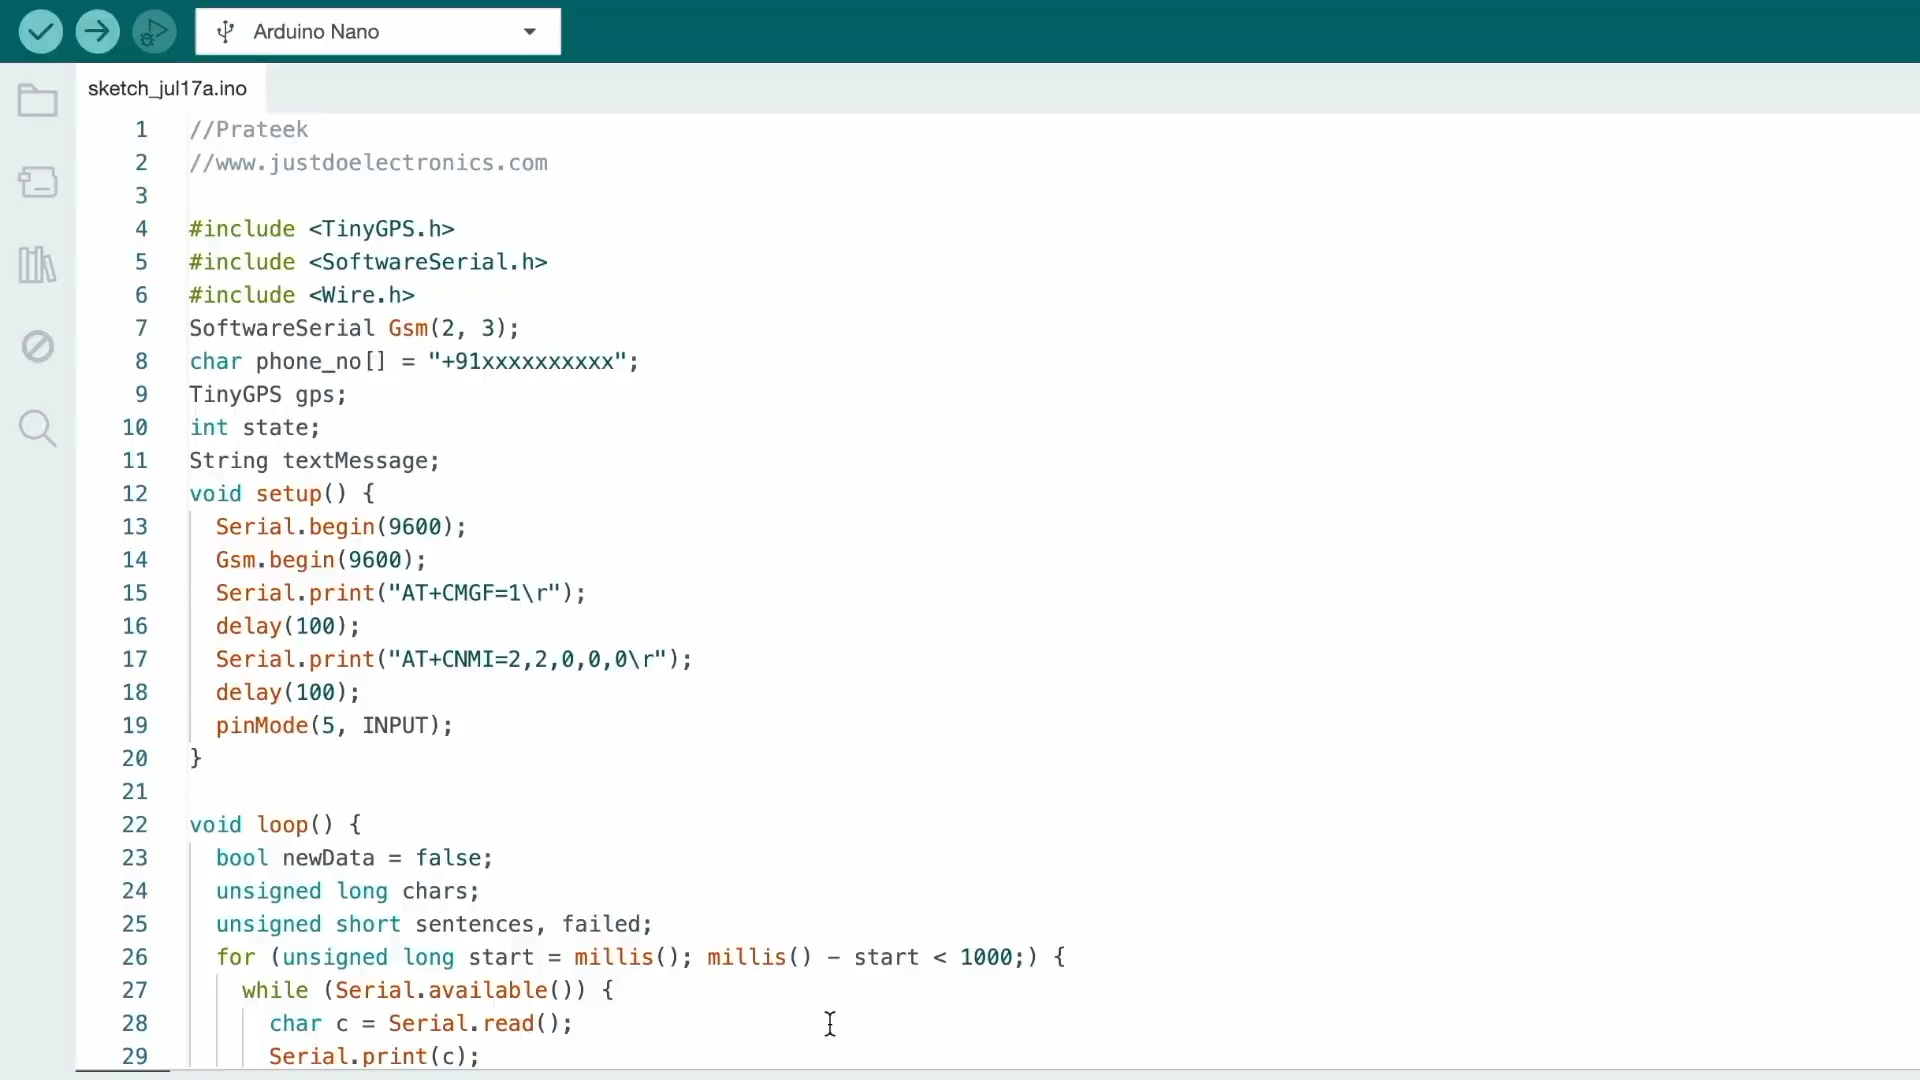 Arduino Nano
sketch_jul17a.ino
1 //Prateek
2 //www.justdoelectronics.com
3
4 #include <TinyGPS.h>
5 #include <SoftwareSerial.h>
6 #include <Wire.h>
7 SoftwareSerial Gsm(2, 3);
8 char phone_no[] = "+91xxxxxxxxxx";
9 TinyGPS gps;
10 int state;
11 String textMessage;
12 void setup() {
13 Serial.begin(9600);
14 Gsm.begin(9600);
15 Serial.print("AT+CMGF=1\r");
16 delay(100);
17 Serial.print("AT+CNMI=2,2,0,0,0\r");
18 delay(100);
19 pinMode(5, INPUT);
20 }
21
22 void loop() {
23 bool newData = false;
24 unsigned long chars;
25 unsigned short sentences, failed;
26 for (unsigned long start = millis(); millis() - start < 1000;) {
27 while (Serial.available()) {
28 char c = Serial.read();
29 Serial.print(c);